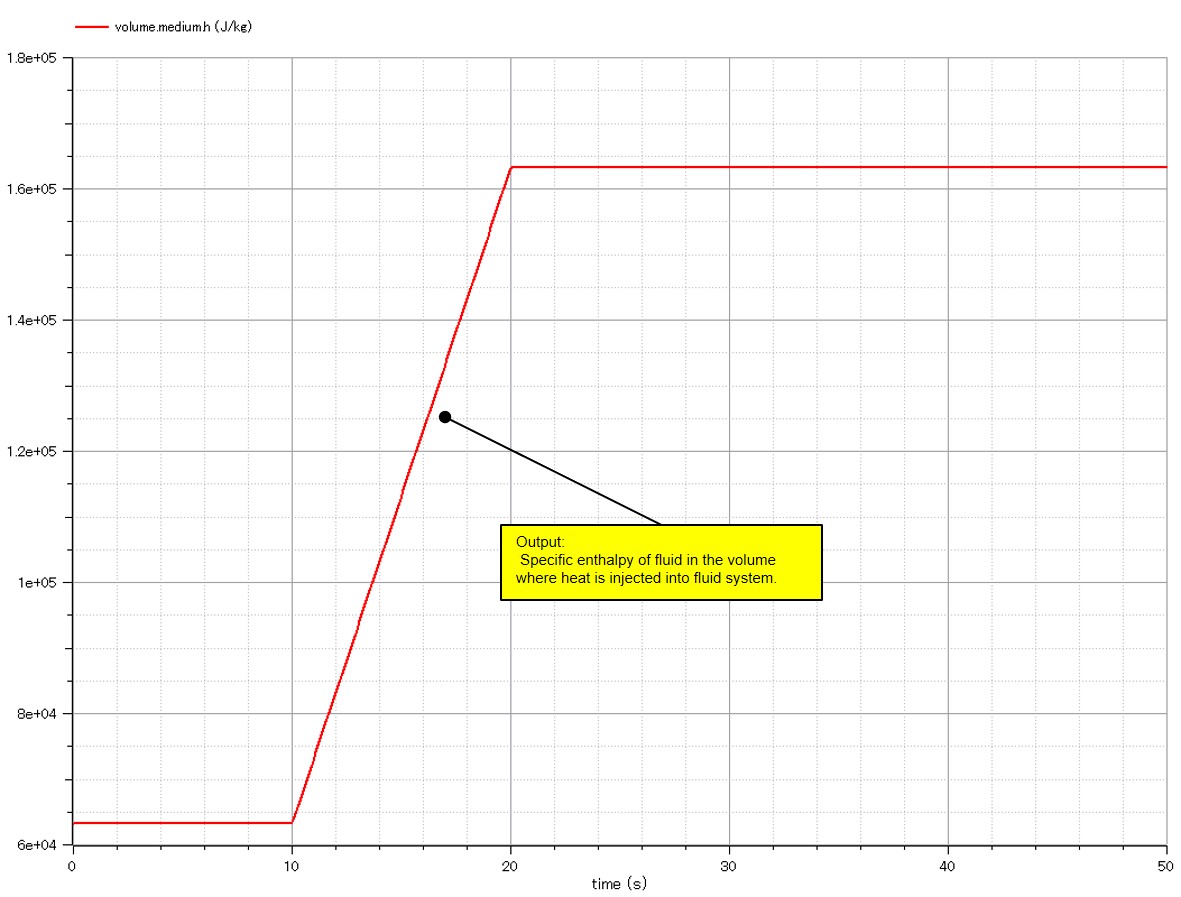 volume.medium.h (J/kg)
1.8e+05
1.6e+05
1.4e+05
1.2e+05
Output:
Specific enthalpy of fluid in the volume
where heat is injected into fluid system.
1e+05
8e+04
6e+04
0 10 20 30 40 50
time (s)